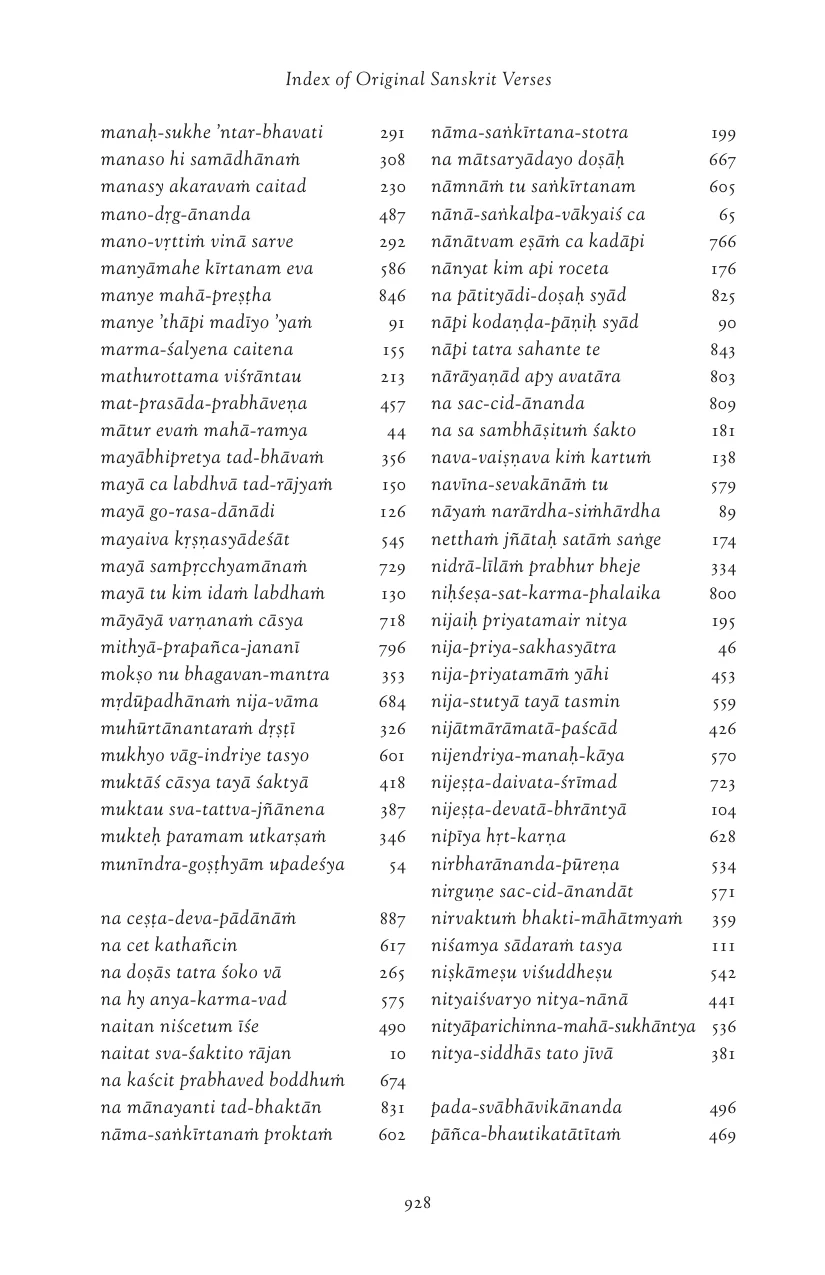 Index of Original Sanskrit Verses
manaḥ-sukhe ’ntar-bhavati 291
manaso hi samādhānaṁ 308
manasy akaravaṁ caitad 230
mano-dṛg-ānanda 487
mano-vṛttiṁ vinā sarve 292
manyāmahe kīrtanam eva 586
manye mahā-preṣṭha 846
manye ’thāpi madīyo ’yaṁ 91
marma-śalyena caitena 155
mathurottama viśrāntau 213
mat-prasāda-prabhāveṇa 457
mātur evaṁ mahā-ramya 44
mayābhipretya tad-bhāvaṁ 356
mayā ca labdhvā tad-rājyaṁ 150
mayā go-rasa-dānādi 126
mayaiva kṛṣṇasyādeśāt 545
mayā sampṛcchyamānaṁ 729
mayā tu kim idaṁ labdhaṁ 130
māyāyā varṇanaṁ cāsya 718
mithyā-prapañca-jananī 796
mokṣo nu bhagavan-mantra 353
mṛdūpadhānaṁ nija-vāma 684
muhūrtānantaraṁ dṛṣṭī 326
mukhyo vāg-indriye tasyo 601
muktāś cāsya tayā śaktyā 418
muktau sva-tattva-jñānena 387
mukteḥ paramam utkarṣaṁ 346
munīndra-goṣṭhyām upadeśya 54
na ceṣṭa-deva-pādānāṁ 887
na cet kathañcin 617
na doṣās tatra śoko vā 265
na hy anya-karma-vad 575
naitan niścetum īśe 490
naitat sva-śaktito rājan 10
na kaścit prabhaved boddhuṁ 674
na mānayanti tad-bhaktān 831
nāma-saṅkīrtanaṁ proktaṁ 602
nāma-saṅkīrtana-stotra 199
na mātsaryādayo doṣāḥ 667
nāmnāṁ tu saṅkīrtanam 605
nānā-saṅkalpa-vākyaiś ca 65
nānātvam eṣāṁ ca kadāpi 766
nānyat kim api roceta 176
na pātityādi-doṣaḥ syād 825
nāpi kodaṇḍa-pāṇiḥ syād 90
nāpi tatra sahante te 843
nārāyaṇād apy avatāra 803
na sac-cid-ānanda 809
na sa sambhāṣituṁ śakto 181
nava-vaiṣṇava kiṁ kartuṁ 138
navīna-sevakānāṁ tu 579
nāyaṁ narārdha-siṁhārdha 89
netthaṁ jñātaḥ satāṁ saṅge 174
nidrā-līlāṁ prabhur bheje 334
niḥśeṣa-sat-karma-phalaika 800
nijaiḥ priyatamair nitya 195
nija-priya-sakhasyātra 46
nija-priyatamāṁ yāhi 453
nija-stutyā tayā tasmin 559
nijātmārāmatā-paścād 426
nijendriya-manaḥ-kāya 570
nijeṣṭa-daivata-śrīmad 723
nijeṣṭa-devatā-bhrāntyā 104
nipīya hṛt-karṇa 628
nirbharānanda-pūreṇa 534
nirguṇe sac-cid-ānandāt 571
nirvaktuṁ bhakti-māhātmyaṁ 359
niśamya sādaraṁ tasya 111
niṣkāmeṣu viśuddheṣu 542
nityaiśvaryo nitya-nānā 441
nityāparichinna-mahā-sukhāntya 536
nitya-siddhās tato jīvā 381
pada-svābhāvikānanda 496
pāñca-bhautikatātītaṁ 469
928